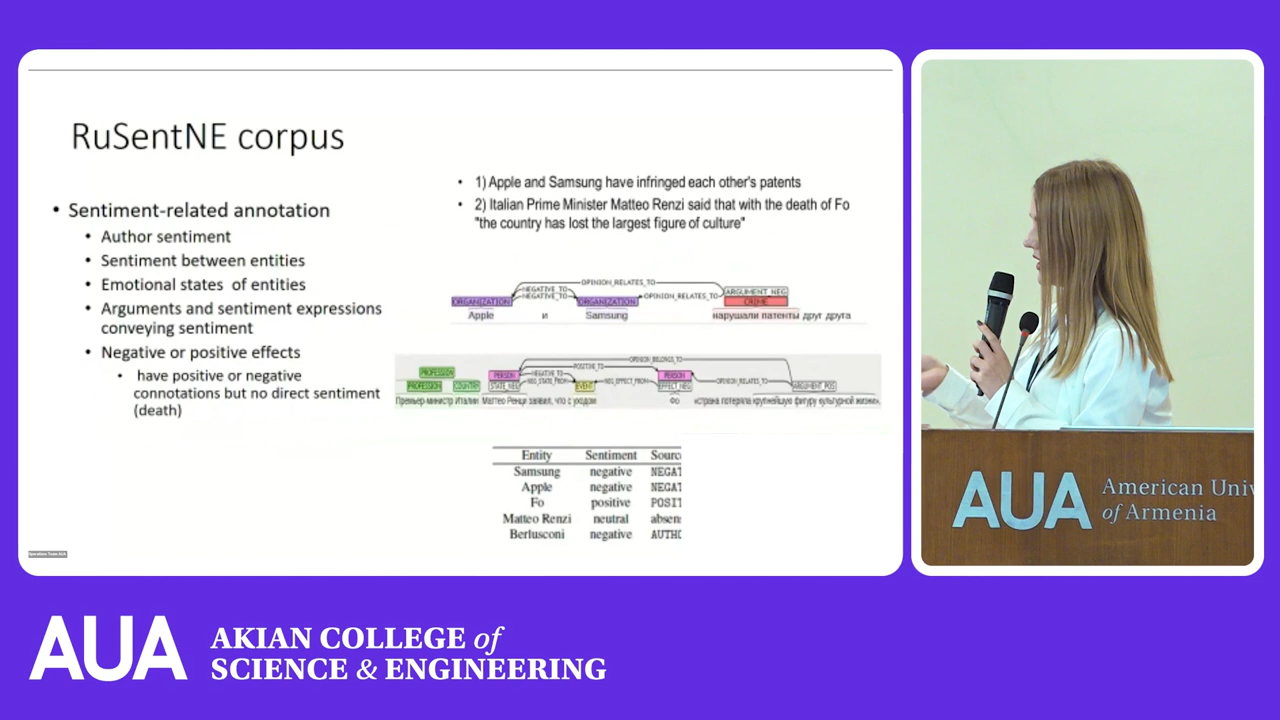 RuSentNE corpus
• Sentiment-related annotation
• Author sentiment
• Sentiment between entities
• Emotional states of entities
• Arguments and sentiment expressions
conveying sentiment
• Negative or positive effects
• have positive or negative
connotations but no direct sentiment
(death)
• 1) Apple and Samsung have infringed each other's patents
• 2) Italian Prime Minister Matteo Renzi said that with the death of Fo
"the country has lost the largest figure of culture"
OPINION_RELATES_TO
NEGATIVE_TO
NEGATIVE_TO
OPINION_RELATES_TO
ARGUMENT_NEG
ORGANIZATION ORGANIZATION CRIME
Apple и Samsung нарушали патенты друг друга
OPINION_BELONGS_TO
POSITIVE_TO
PROFESSION PERSON NEGATIVE_TO PERSON
PROFESSION COUNTRY STATE_NEG NEG_STATE_FROM EVENT NEG_EFFECT_FROM EFFECT_NEG OPINION_RELATES_TO ARGUMENT_POS
Премьер-министр Италии Маттео Ренци заявил, что с уходом Фо «страна потеряла крупнейшую фигуру культурной жизни».
Entity Sentiment Sourc
Samsung negative NEGAT
Apple negative NEGAT
Fo positive POSIT
Matteo Renzi neutral absen
Berlusconi negative AUTHO
Operations Team AUA
AUA American Univ
of Armenia
AUA AKIAN COLLEGE of
SCIENCE & ENGINEERING